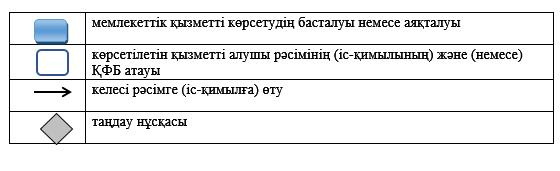 мемлекеттік қызметті көрсетудің басталуы немесе аяқталуы
көрсетілетін қызметті алушы рәсімінің (іс-қимылының) және (немесе)
ҚФБ атауы
келесі рәсімге (іс-қимылға) өту
таңдау нұсқасы